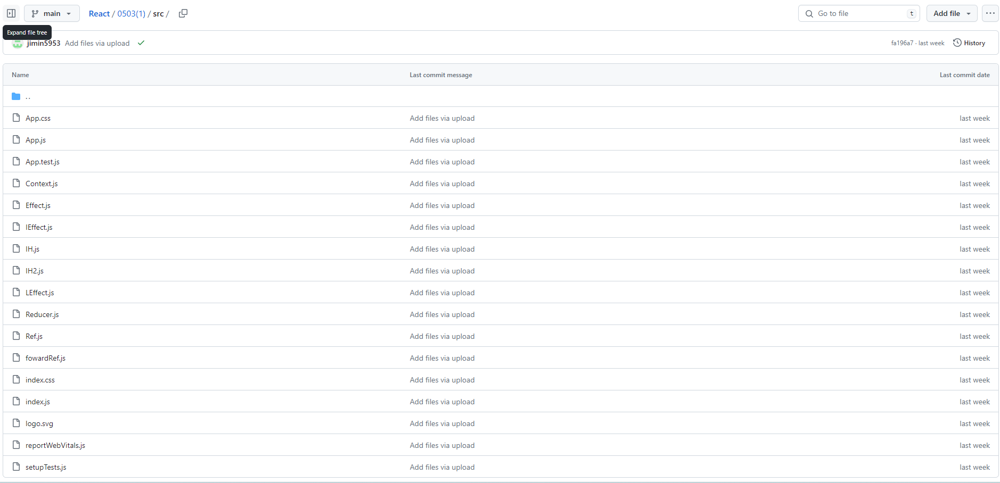 main
React / 0503(1) / src /
Go to file
t
Add file
Expand file tree
jimin5953 Add files via upload
fa196a7 · last week
History
Name Last commit message Last commit date
..
App.css Add files via upload last week
App.js Add files via upload last week
App.test.js Add files via upload last week
Context.js Add files via upload last week
Effect.js Add files via upload last week
IEffect.js Add files via upload last week
IH.js Add files via upload last week
IH2.js Add files via upload last week
LEffect.js Add files via upload last week
Reducer.js Add files via upload last week
Ref.js Add files via upload last week
fowardRef.js Add files via upload last week
index.css Add files via upload last week
index.js Add files via upload last week
logo.svg Add files via upload last week
reportWebVitals.js Add files via upload last week
setupTests.js Add files via upload last week